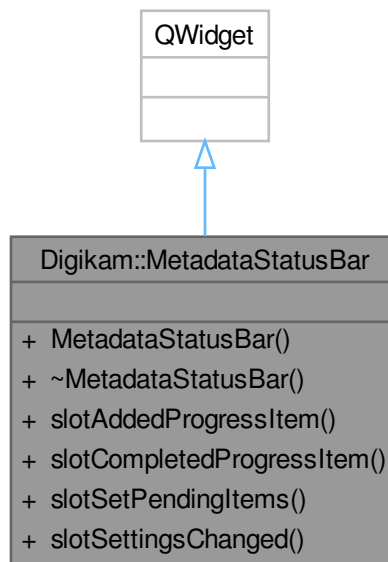 QWidget
Digikam::MetadataStatusBar
+ MetadataStatusBar()
+ ~MetadataStatusBar()
+ slotAddedProgressItem()
+ slotCompletedProgressItem()
+ slotSetPendingItems()
+ slotSettingsChanged()